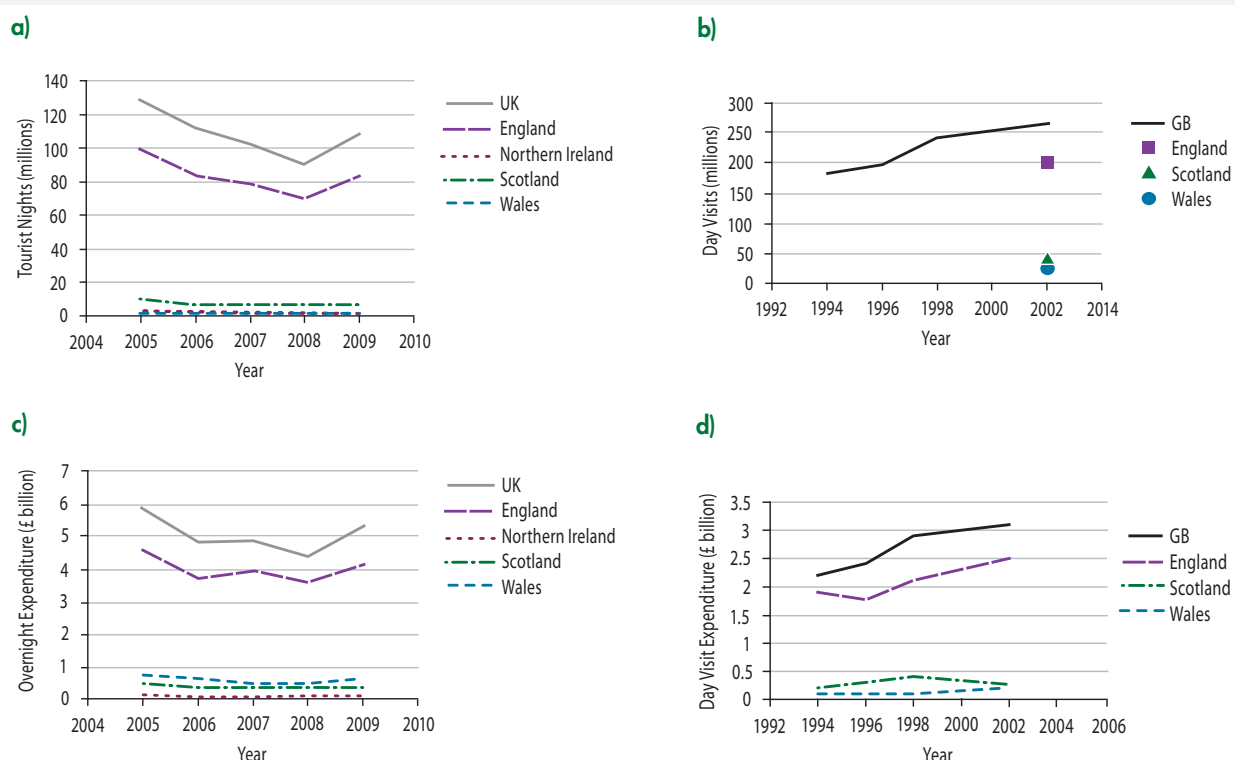 a)
Tourist Nights (millions)
140
120
100
80
60
40
20
0
2004 2005 2006 2007 2008 2009 2010
Year
UK
England
Northern Ireland
Scotland
Wales
b)
Day Visits (millions)
300
250
200
150
100
50
0
1992 1994 1996 1998 2000 2002 2014
Year
GB
England
Scotland
Wales
c)
Overnight Expenditure (£ billion)
7
6
5
4
3
2
1
0
2004 2005 2006 2007 2008 2009 2010
Year
UK
England
Northern Ireland
Scotland
Wales
d)
Day Visit Expenditure (£ billion)
3.5
3
2.5
2
1.5
1
0.5
0
1992 1994 1996 1998 2000 2002 2004 2006
Year
GB
England
Scotland
Wales